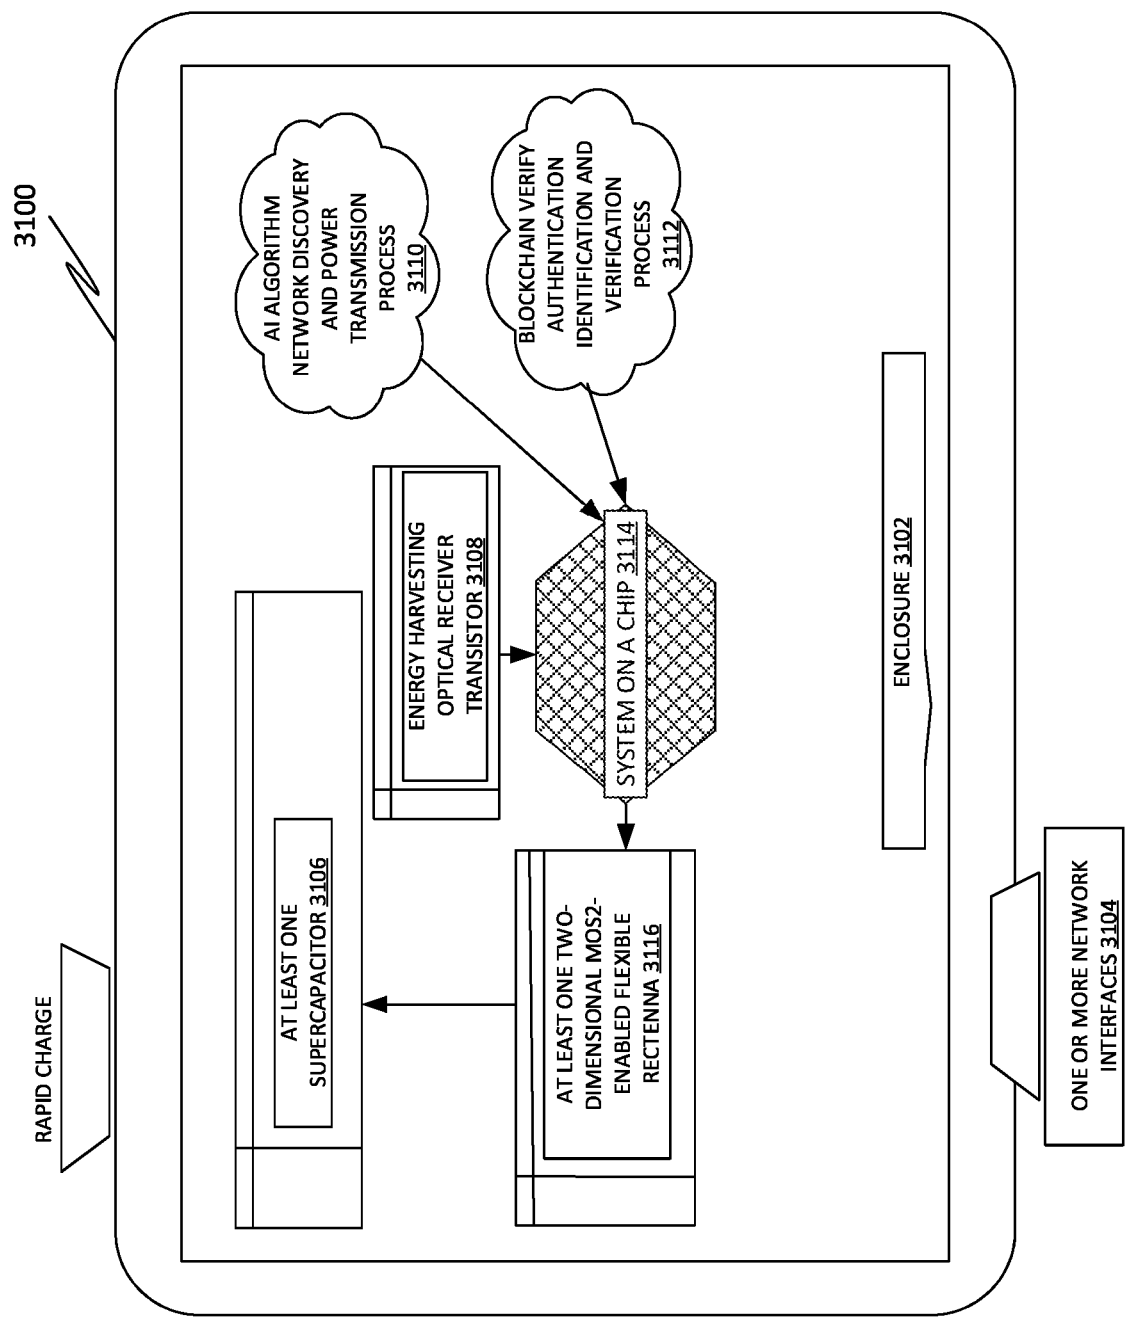 3100
RAPID CHARGE
AT LEAST ONE
SUPERCAPACITOR 3106
ENERGY HARVESTING
OPTICAL RECEIVER
TRANSISTOR 3108
AI ALGORITHM
NETWORK DISCOVERY
AND POWER
TRANSMISSION
PROCESS
3110
AT LEAST ONE TWO-
DIMENSIONAL MOS2-
ENABLED FLEXIBLE
RECTENNA 3116
SYSTEM ON A CHIP 3114
BLOCKCHAIN VERIFY
AUTHENTICATION
IDENTIFICATION AND
VERIFICATION
PROCESS
3112
ENCLOSURE 3102
ONE OR MORE NETWORK
INTERFACES 3104